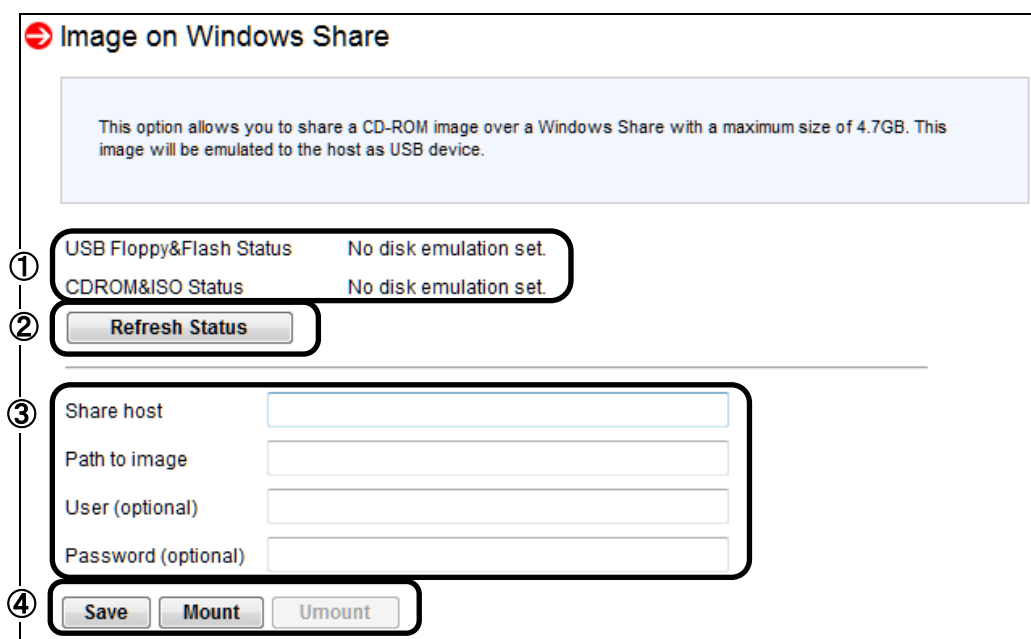 Image on Windows Share
This option allows you to share a CD-ROM image over a Windows Share with a maximum size of 4.7GB. This
image will be emulated to the host as USB device.
① USB Floppy&Flash Status No disk emulation set.
CDROM&ISO Status No disk emulation set.
② Refresh Status
③ Share host
Path to image
User (optional)
Password (optional)
④ Save Mount Umount